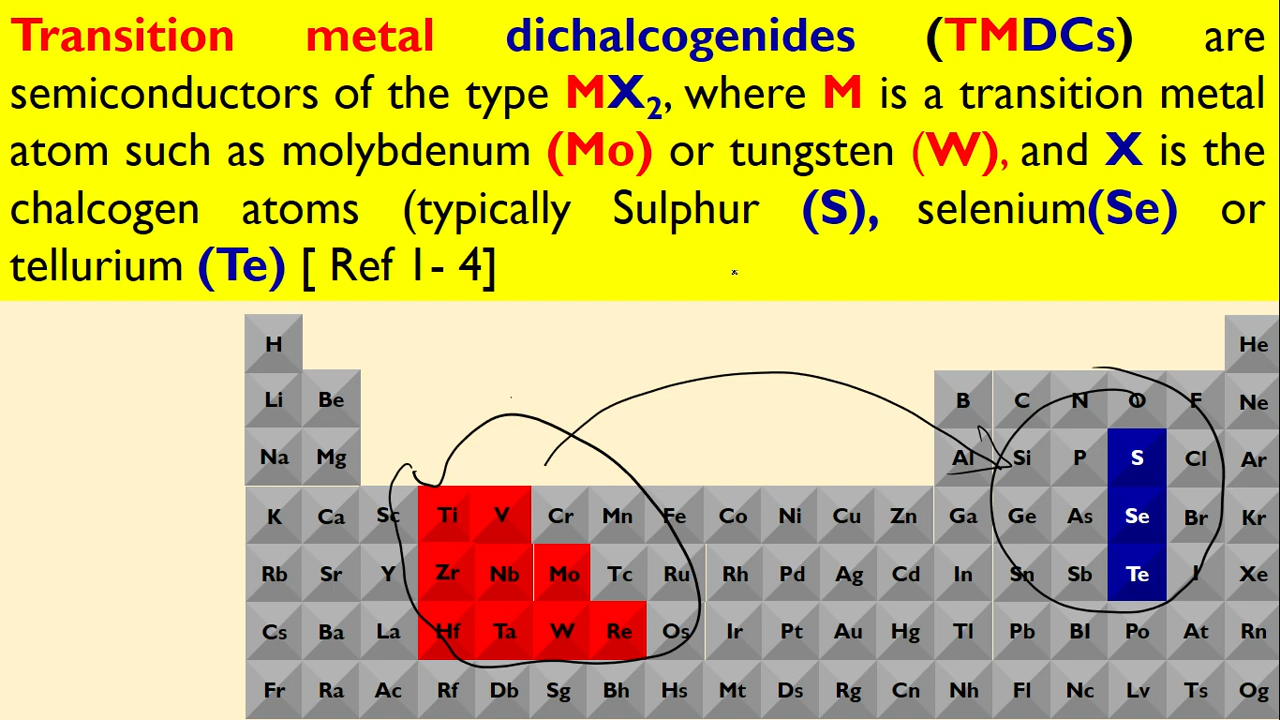 Transition metal dichalcogenides (TMDCs) are
semiconductors of the type MX₂, where M is a transition metal
atom such as molybdenum (Mo) or tungsten (W), and X is the
chalcogen atoms (typically Sulphur (S), selenium(Se) or
tellurium (Te) [ Ref 1- 4]
H He
Li Be B C N O F Ne
Na Mg Al Si P S Cl Ar
K Ca Sc Ti V Cr Mn Fe Co Ni Cu Zn Ga Ge As Se Br Kr
Rb Sr Y Zr Nb Mo Tc Ru Rh Pd Ag Cd In Sn Sb Te I Xe
Cs Ba La Hf Ta W Re Os Ir Pt Au Hg Tl Pb BI Po At Rn
Fr Ra Ac Rf Db Sg Bh Hs Mt Ds Rg Cn Nh Fl Nc Lv Ts Og